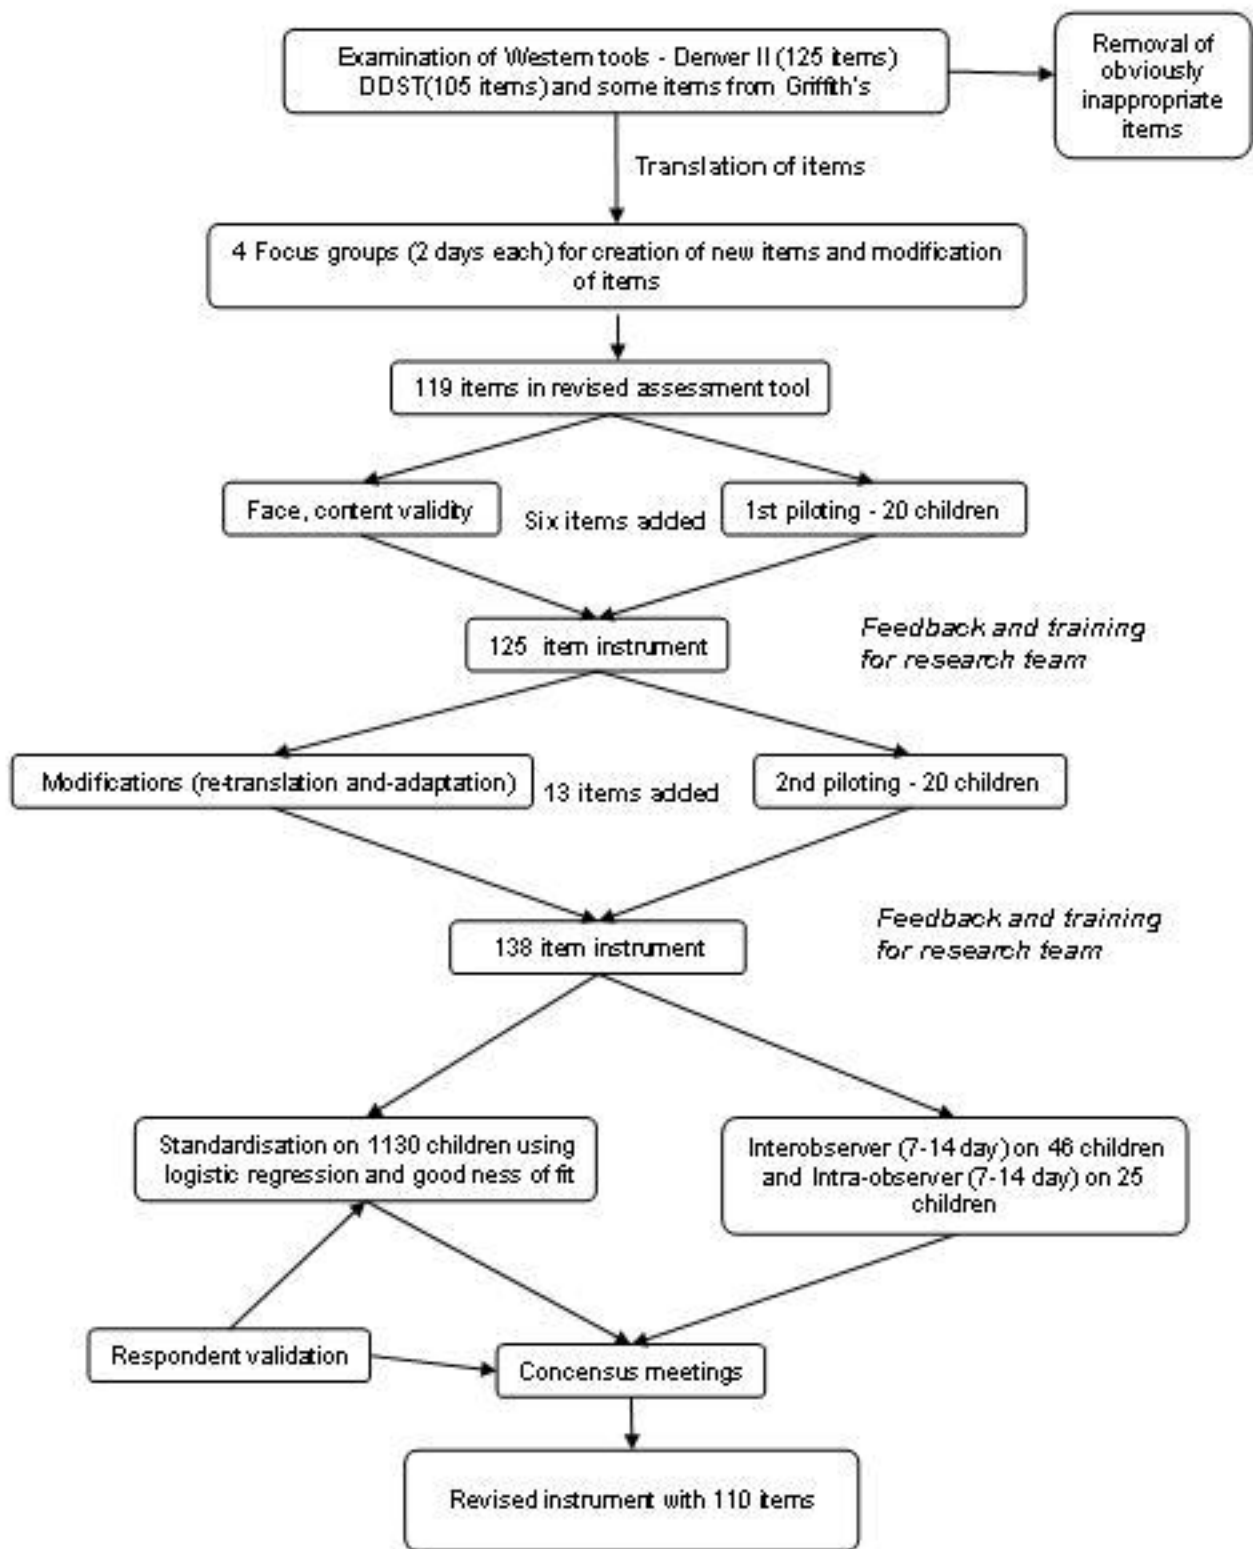 Examination of Western tools - Denver II (125 items)
DDST(105 items) and some items from Griffith's
Removal of
obviously
inappropriate
items
Translation of items
4 Focus groups (2 days each) for creation of new items and modification
of items
119 items in revised assessment tool
Face, content validity
Six items added
1st piloting - 20 children
125 item instrument
Feedback and training
for research team
Modifications (re-translation and-adaptation)
13 items added
2nd piloting - 20 children
138 item instrument
Feedback and training
for research team
Standardisation on 1130 children using
logistic regression and good ness of fit
Interobserver (7-14 day) on 46 children
and Intra-observer (7-14 day) on 25
children
Respondent validation
Concensus meetings
Revised instrument with 110 items